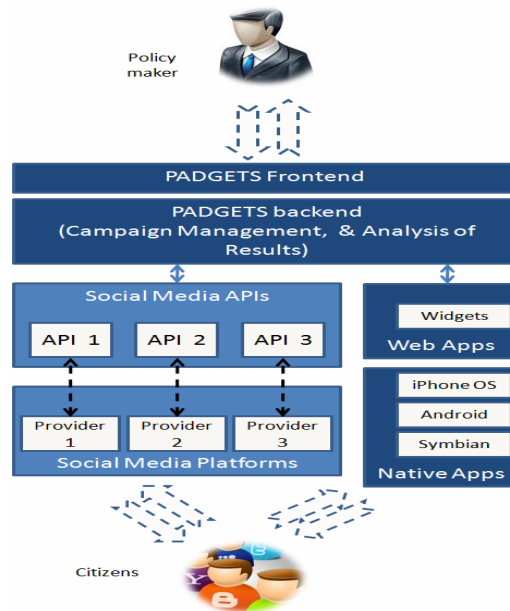 Policy
maker
PADGETS Frontend
PADGETS backend
(Campaign Management, & Analysis of
Results)
Social Media APIs
API 1
API 2
API 3
Widgets
Web Apps
Provider
1
Provider
2
Provider
3
Social Media Platforms
iPhone OS
Android
Symbian
Native Apps
Citizens